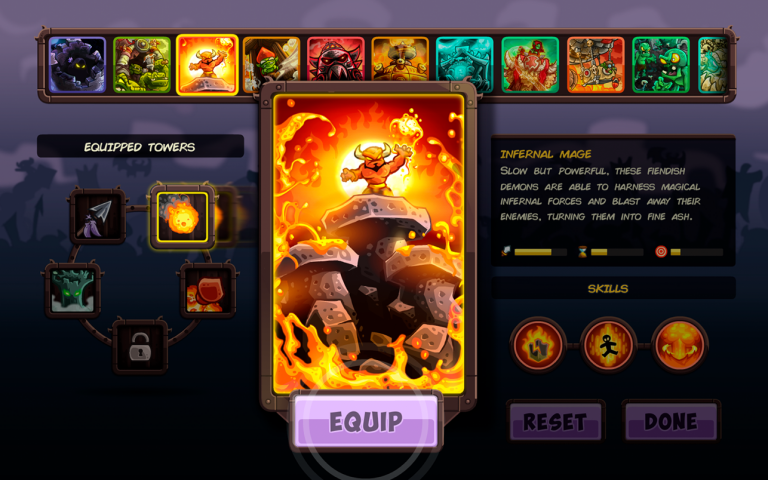 EQUIPPED TOWERS
INFERNAL MAGE
SLOW BUT POWERFUL, THESE FIENDISH
DEMONS ARE ABLE TO HARNESS MAGICAL
INFERNAL FORCES AND BLAST AWAY THEIR
ENEMIES, TURNING THEM INTO FINE ASH.
SKILLS
EQUIP
RESET
DONE